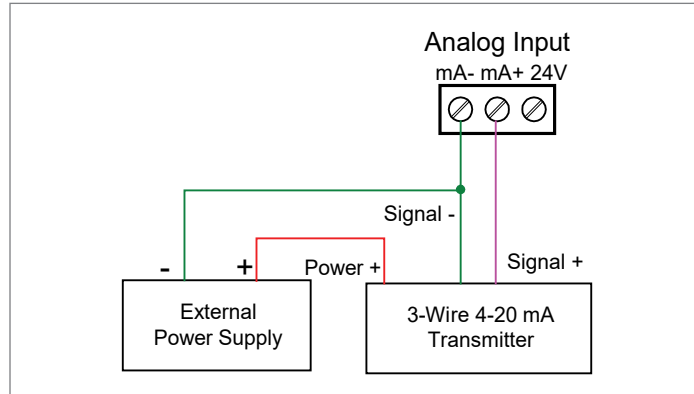 Analog Input
mA- mA+ 24V
Signal -
- + Power + Signal +
External
Power Supply
3-Wire 4-20 mA
Transmitter